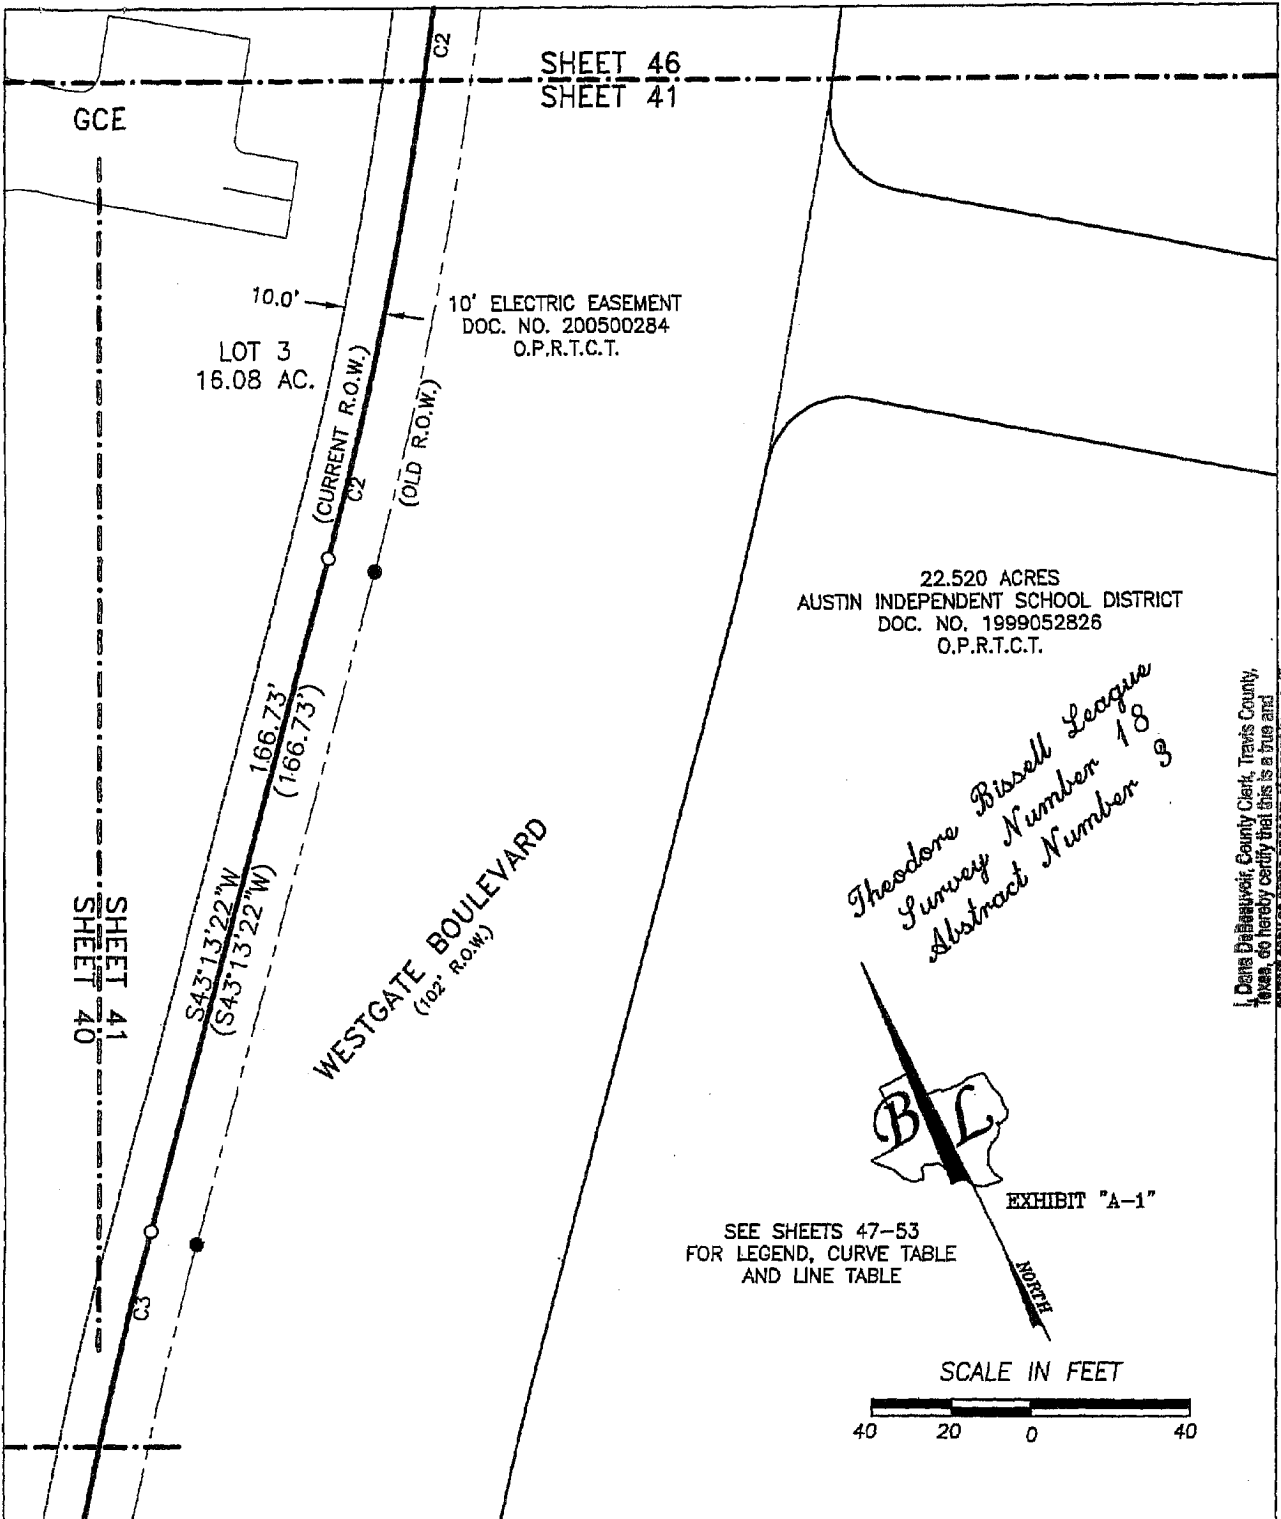 C2
SHEET 46
SHEET 41
GCE
10.0'
10' ELECTRIC EASEMENT
DOC. NO. 200500284
O.P.R.T.C.T.
LOT 3
16.08 AC.
(CURRENT R.O.W.)
C2
(OLD R.O.W.)
22.520 ACRES
AUSTIN INDEPENDENT SCHOOL DISTRICT
DOC. NO. 1999052826
O.P.R.T.C.T.
166.73'
(166.73')
Theodore Bissell League
Survey Number 18
Abstract Number 3
I, Dana DeBeauvoir, County Clerk, Travis County,
Texas, do hereby certify that this is a true and
S43°13'22"W
(S43°13'22"W)
WESTGATE BOULEVARD
(102' R.O.W.)
SHEET 41
SHEET 40
B L
EXHIBIT "A-1"
SEE SHEETS 47-53
FOR LEGEND, CURVE TABLE
AND LINE TABLE
NORTH
C3
SCALE IN FEET
40 20 0 40